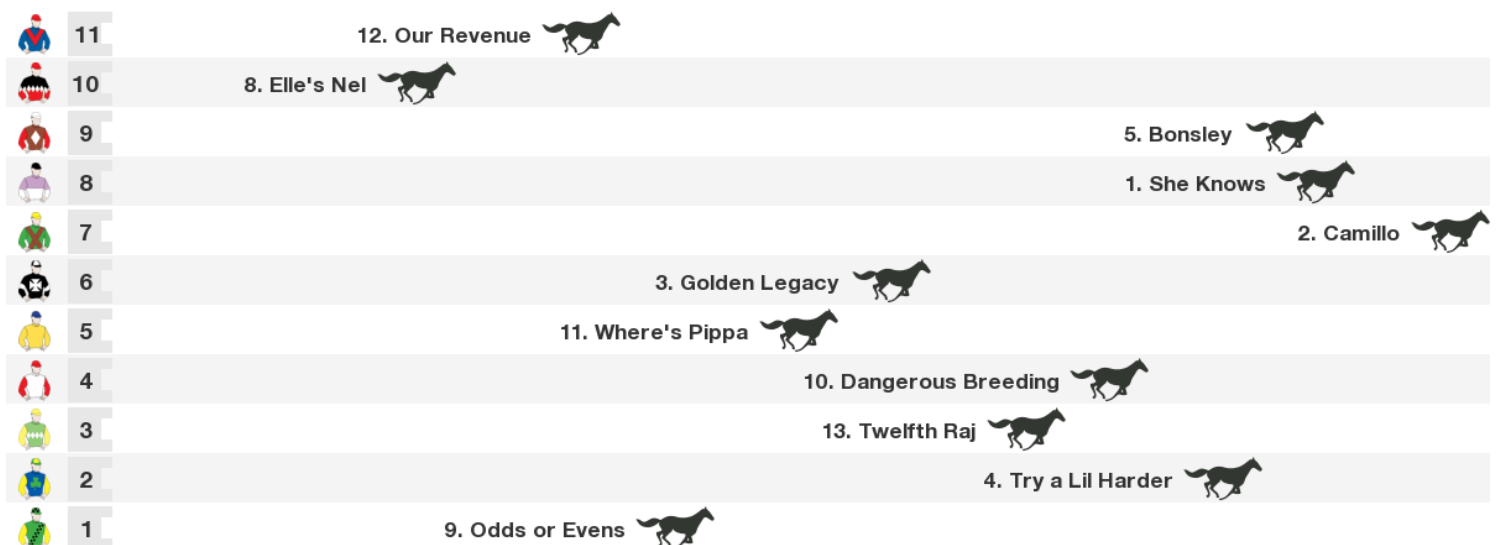 11 12. Our Revenue
10 8. Elle's Nel
9 5. Bonsley
8 1. She Knows
7 2. Camillo
6 3. Golden Legacy
5 11. Where's Pippa
4 10. Dangerous Breeding
3 13. Twelfth Raj
2 4. Try a Lil Harder
1 9. Odds or Evens